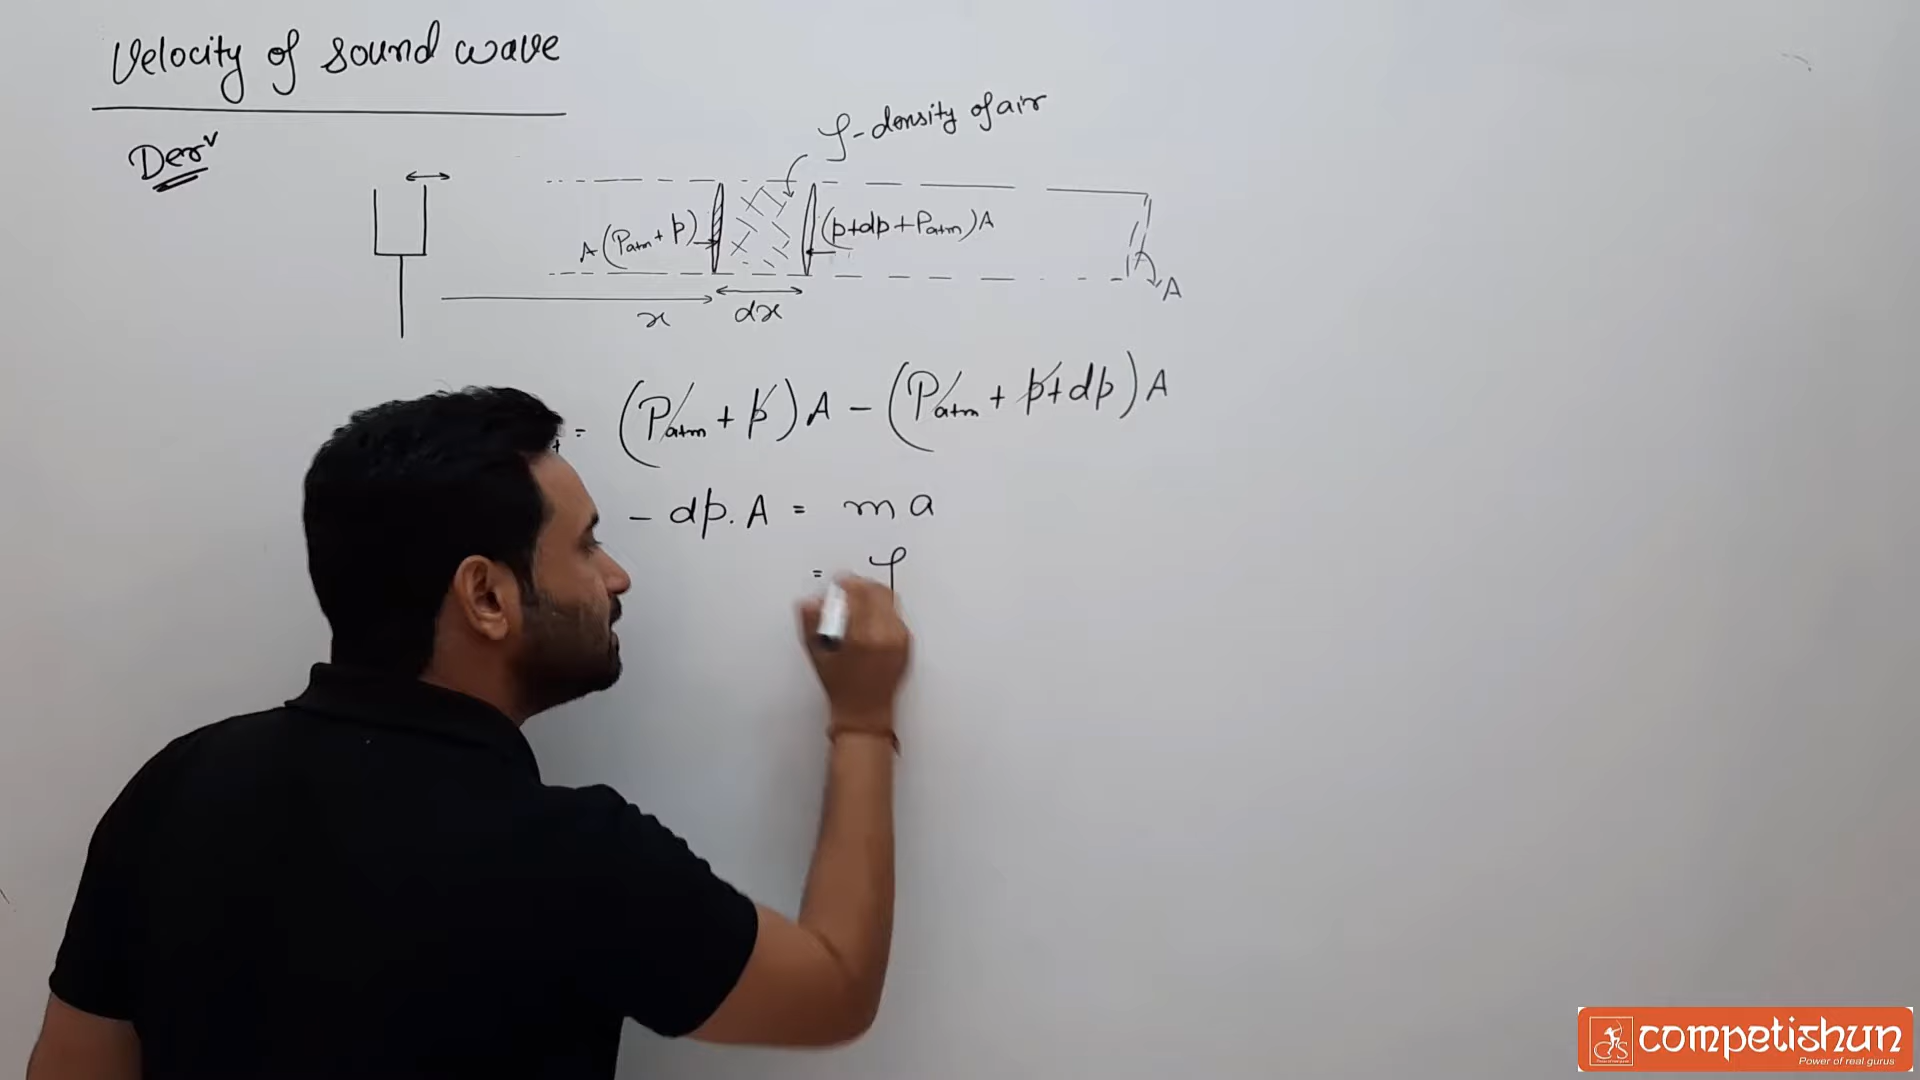 Velocity of sound wave
Derv
ρ-density of air
A(Patm + p)
(p+dp+Patm)A
A
x
dx
= (Patm + p)A - (Patm + p+dp)A
- dp.A = ma
= ρ
competishun
Power of real gurus